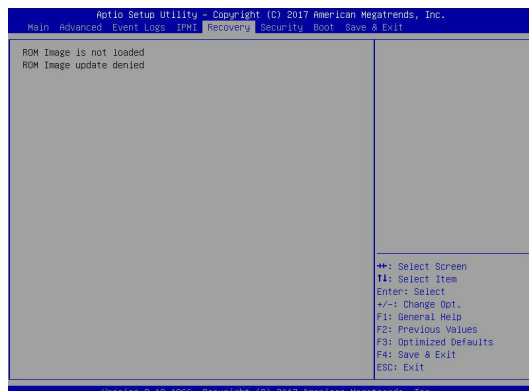 Aptio Setup Utility – Copyright (C) 2017 American Megatrends, Inc.
Main Advanced Event Logs IPMI Recovery Security Boot Save & Exit
ROM Image is not loaded
ROM Image update denied
→←: Select Screen
↑↓: Select Item
Enter: Select
+/-: Change Opt.
F1: General Help
F2: Previous Values
F3: Optimized Defaults
F4: Save & Exit
ESC: Exit
Copyright (C) 2017 American Megatrends, Inc.